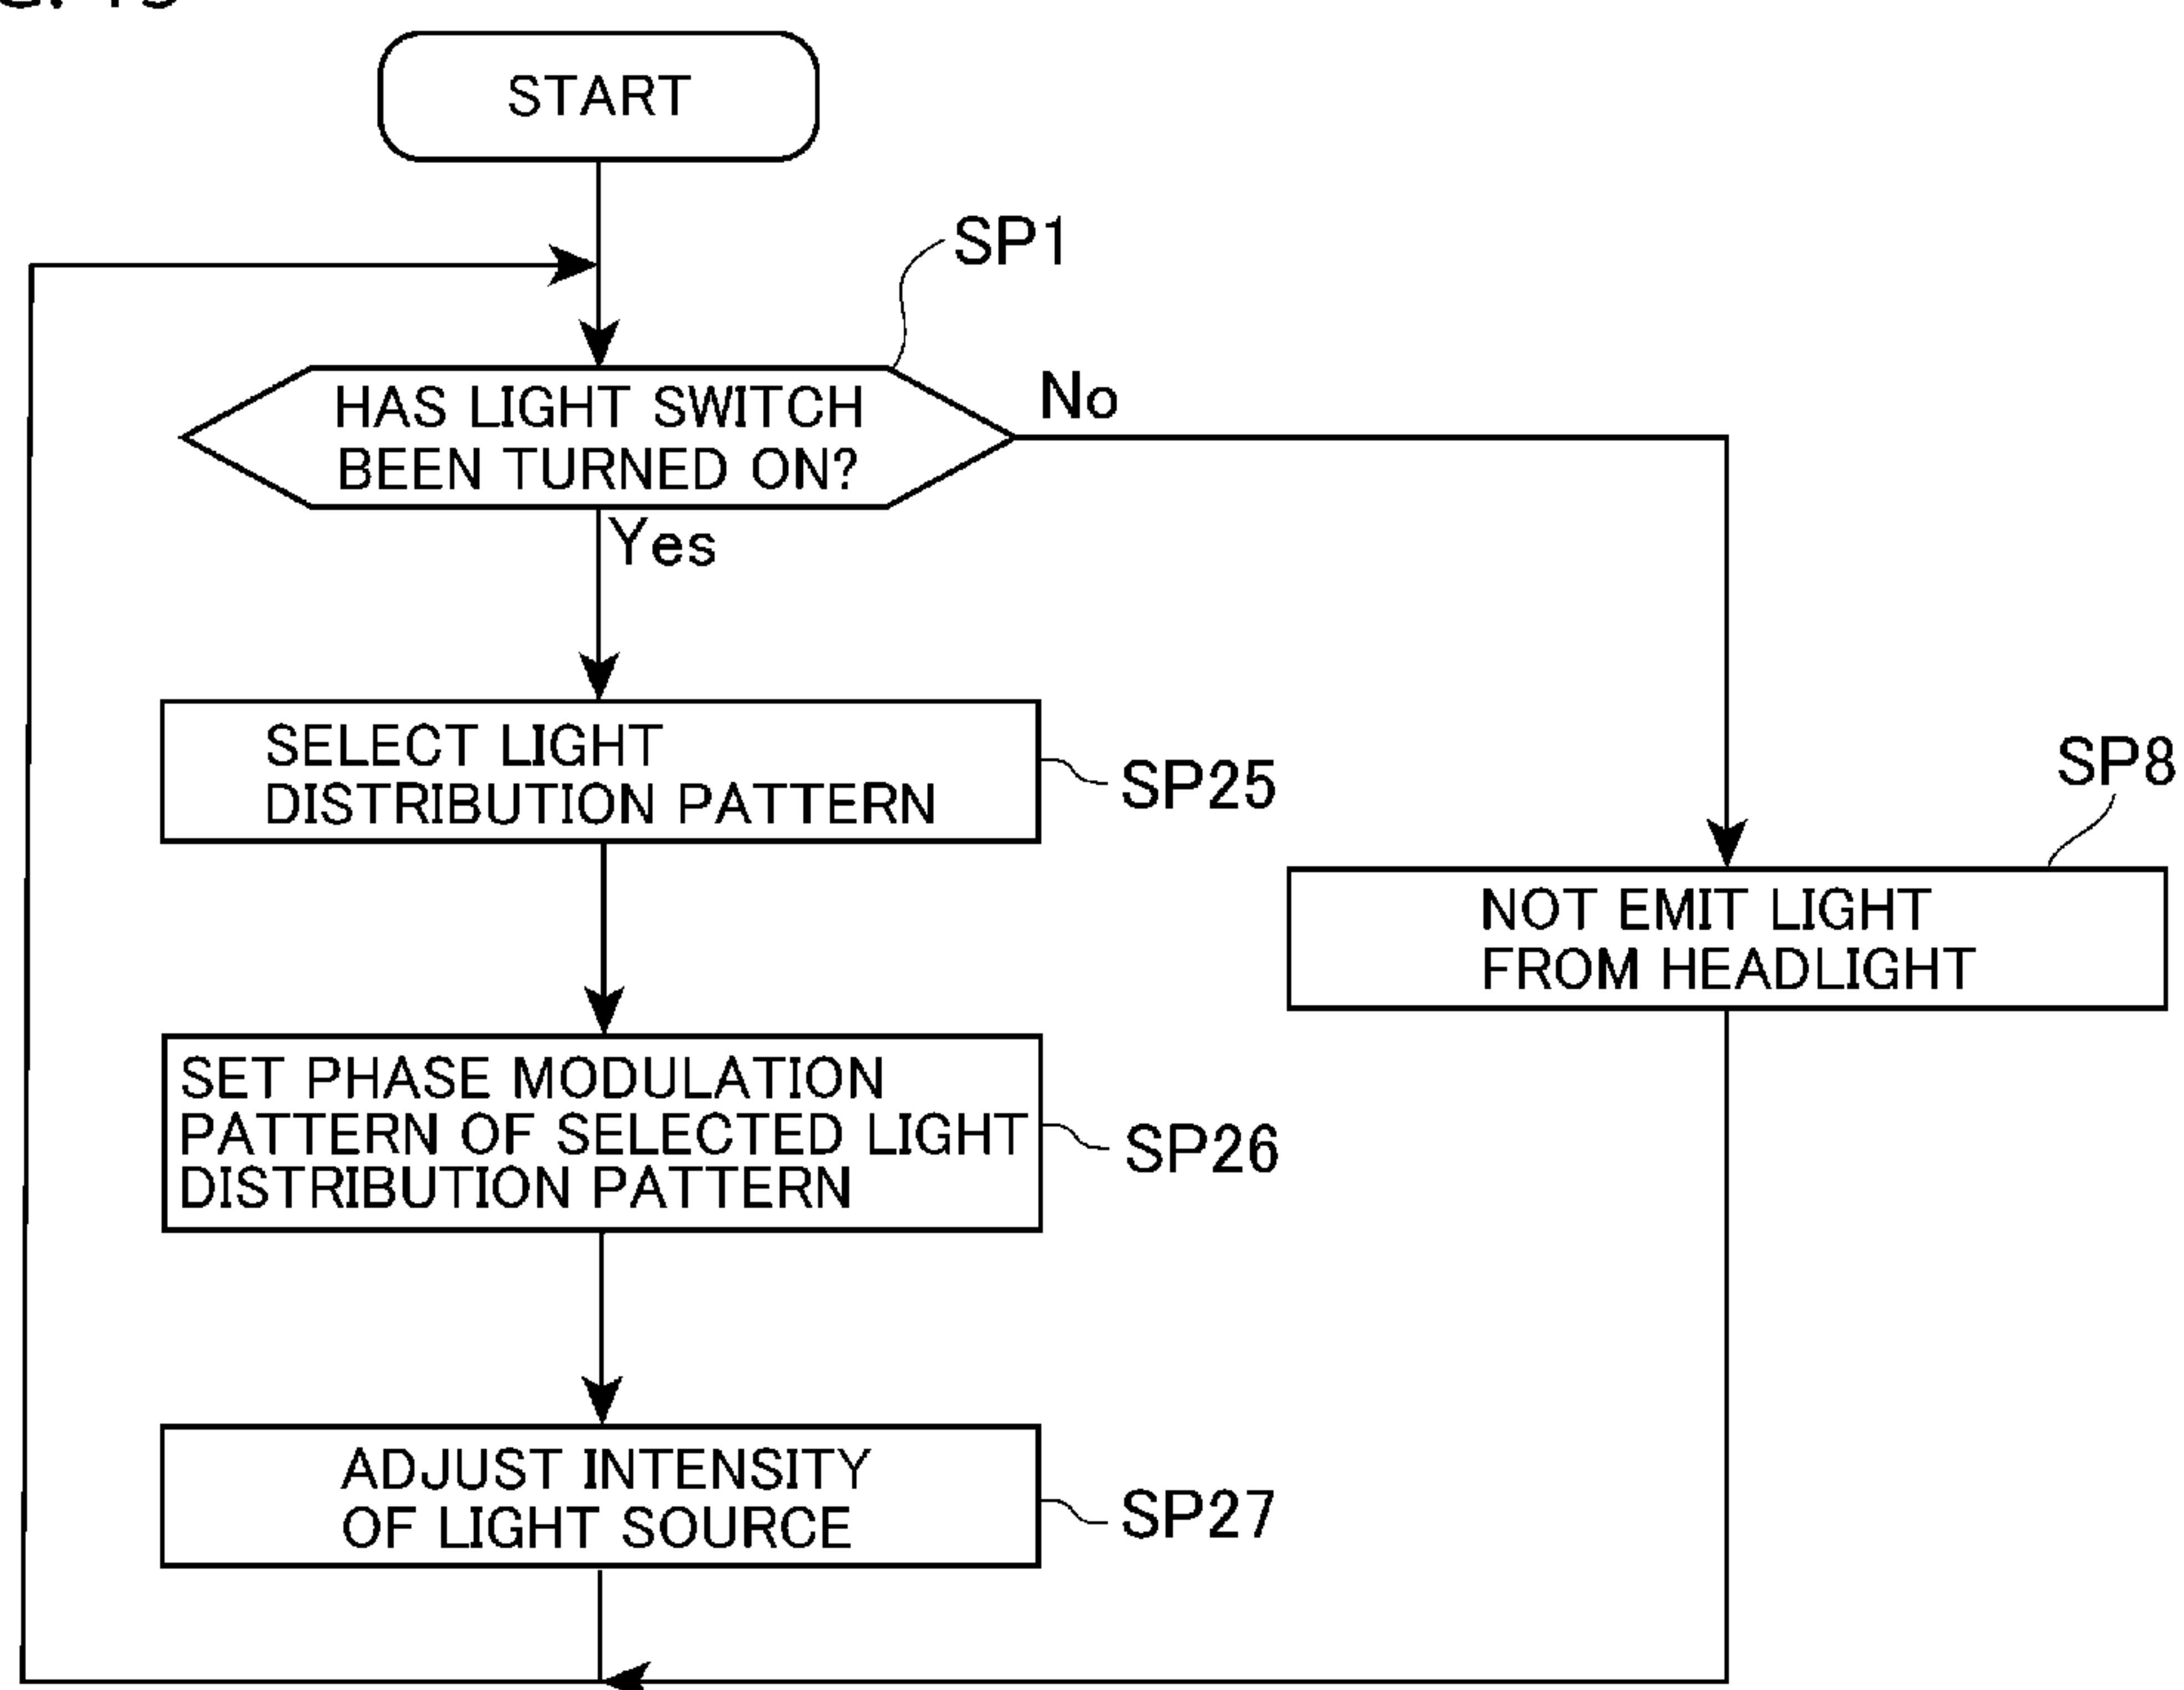 START
SP1
HAS LIGHT SWITCH
BEEN TURNED ON?
No
Yes
SELECT LIGHT
DISTRIBUTION PATTERN
SP25
SP8
NOT EMIT LIGHT
FROM HEADLIGHT
SET PHASE MODULATION
PATTERN OF SELECTED LIGHT
DISTRIBUTION PATTERN
SP26
ADJUST INTENSITY
OF LIGHT SOURCE
SP27